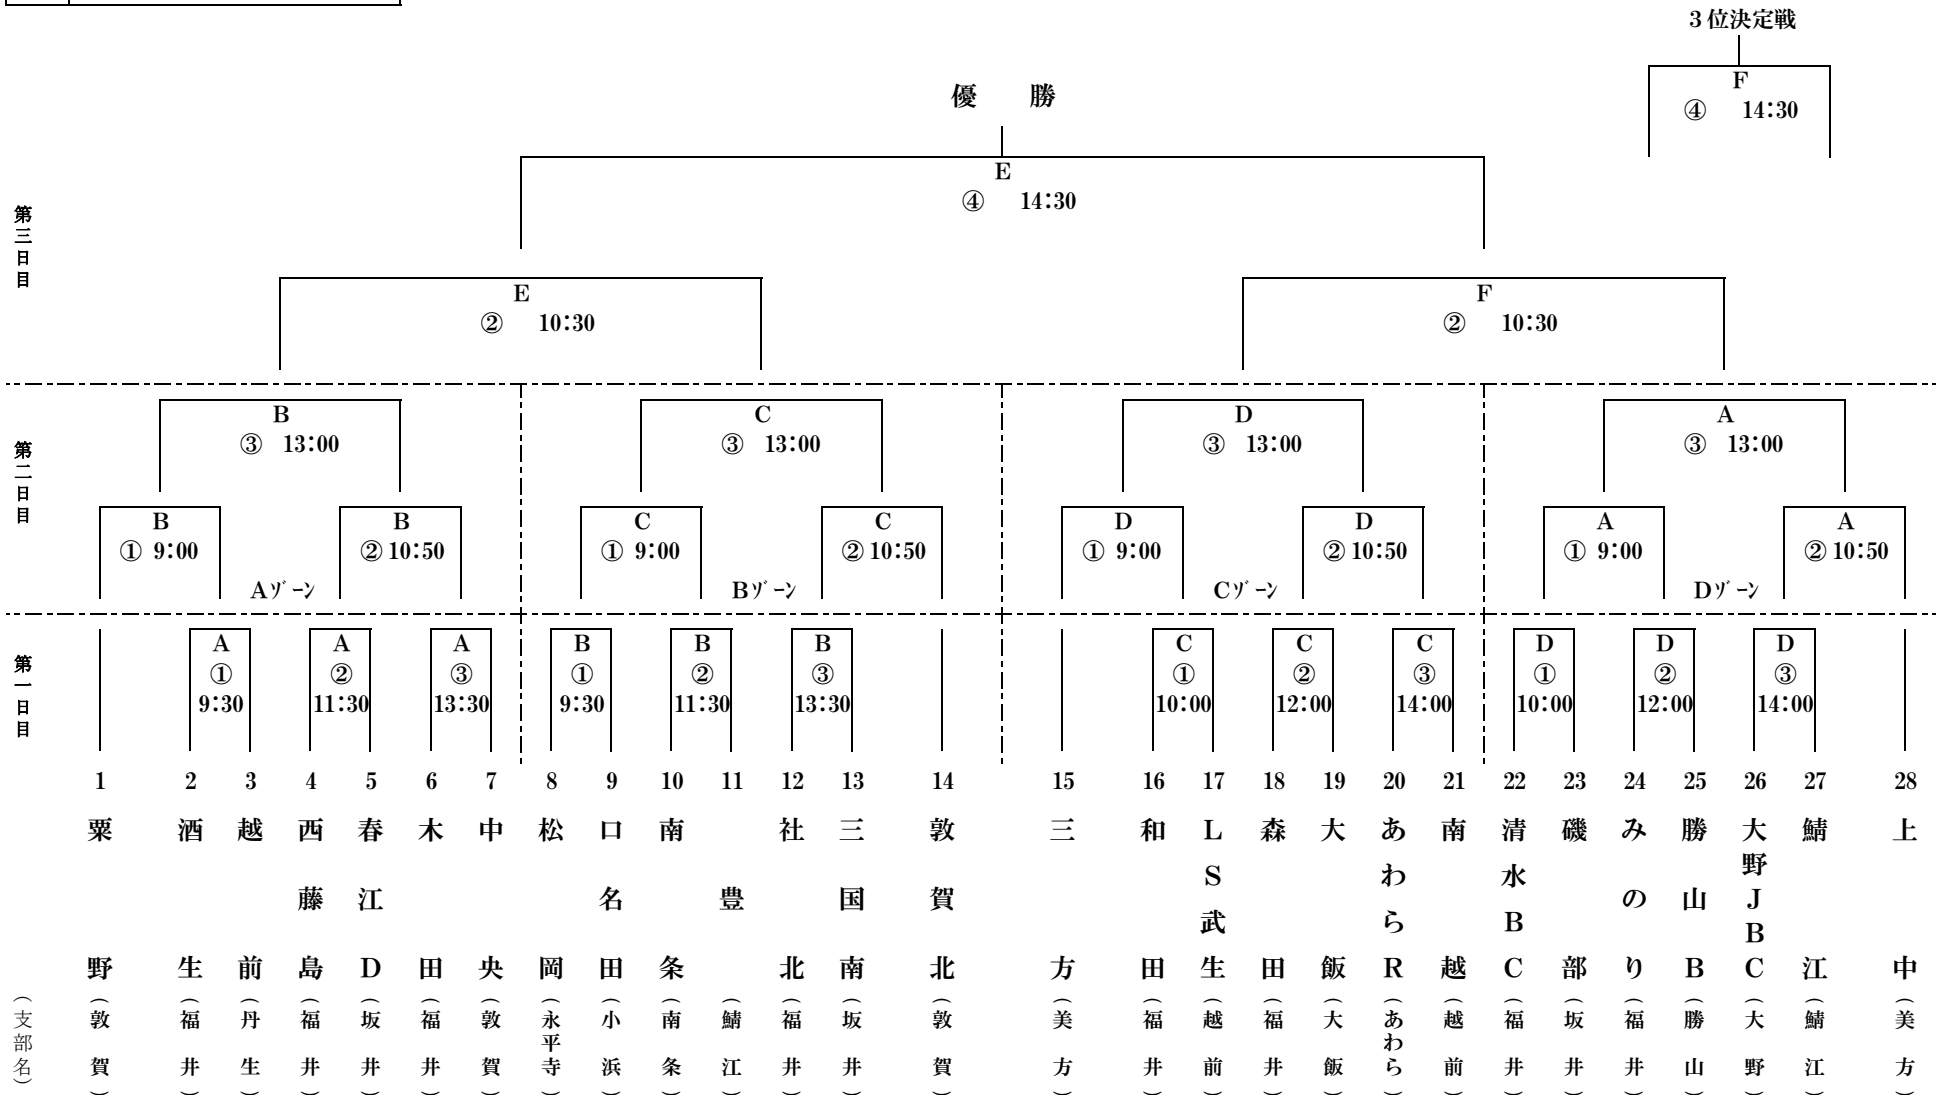 3位決定戦
F
④ 14:30
優 勝
E
④ 14:30
第三日目
E
② 10:30
F
② 10:30
第二日目
B
③ 13:00
C
③ 13:00
D
③ 13:00
A
③ 13:00
B
① 9:00
B
② 10:50
C
① 9:00
C
② 10:50
D
① 9:00
D
② 10:50
A
① 9:00
A
② 10:50
Aゾーン
Bゾーン
Cゾーン
Dゾーン
第一日目
A
①
9:30
A
②
11:30
A
③
13:30
B
①
9:30
B
②
11:30
B
③
13:30
C
①
10:00
C
②
12:00
C
③
14:00
D
①
10:00
D
②
12:00
D
③
14:00
(支部名)
1 粟野 (敦賀)
2 酒生 (福井)
3 越前 (丹生)
4 西藤島 (福井)
5 春江D (坂井)
6 木田 (福井)
7 中央 (敦賀)
8 松岡 (永平寺)
9 口名田 (小浜)
10 南条 (南条)
11 豊 (鯖江)
12 社北 (福井)
13 三国南 (坂井)
14 敦賀北 (敦賀)
15 三方 (美方)
16 和田 (福井)
17 LS武生 (越前)
18 森田 (福井)
19 大飯 (大飯)
20 あわらR (あわら)
21 南越 (越前)
22 清水BC (福井)
23 磯部 (坂井)
24 みのり (福井)
25 勝山B (勝山)
26 大野JBC (大野)
27 鯖江 (鯖江)
28 上中 (美方)